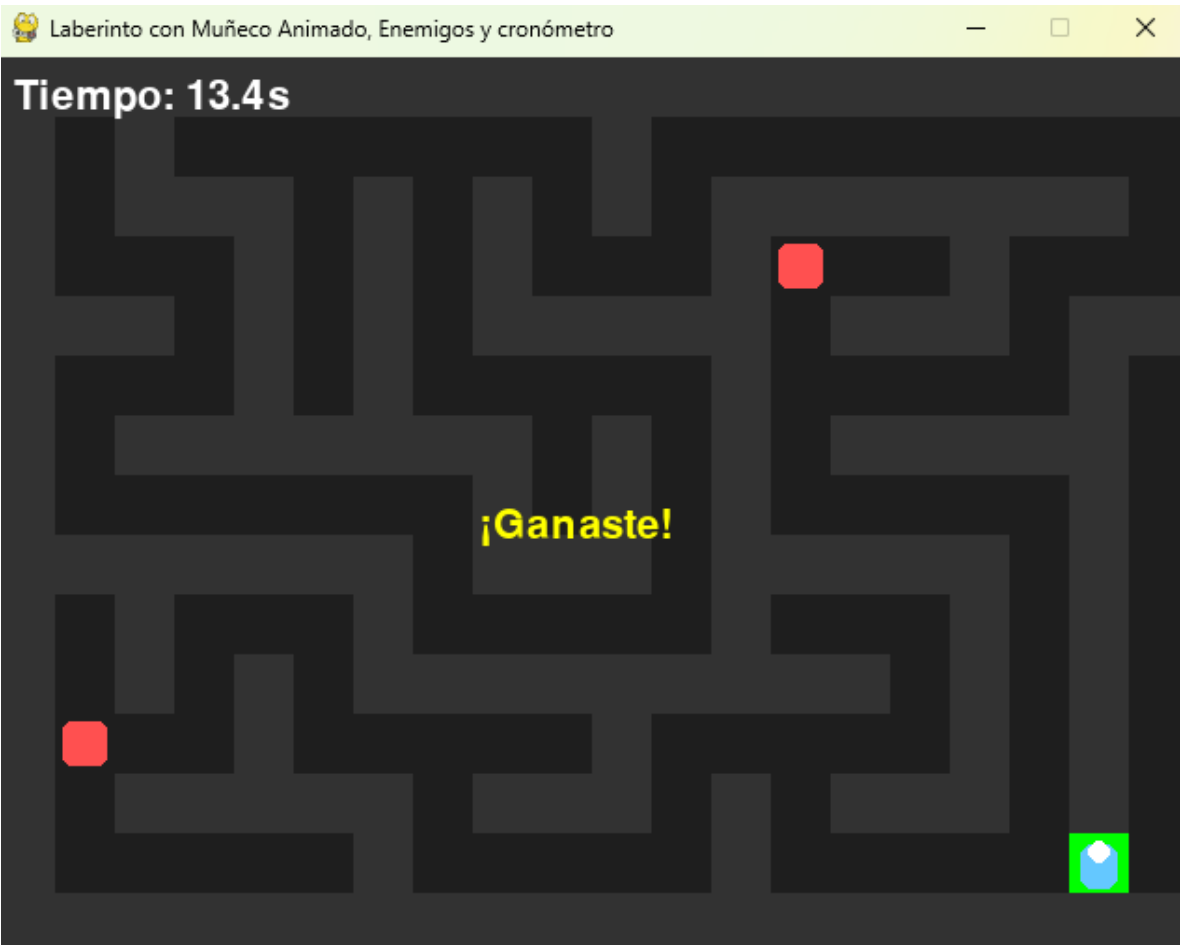 Laberinto con Muñeco Animado, Enemigos y cronómetro
Tiempo: 13.4s
¡Ganaste!